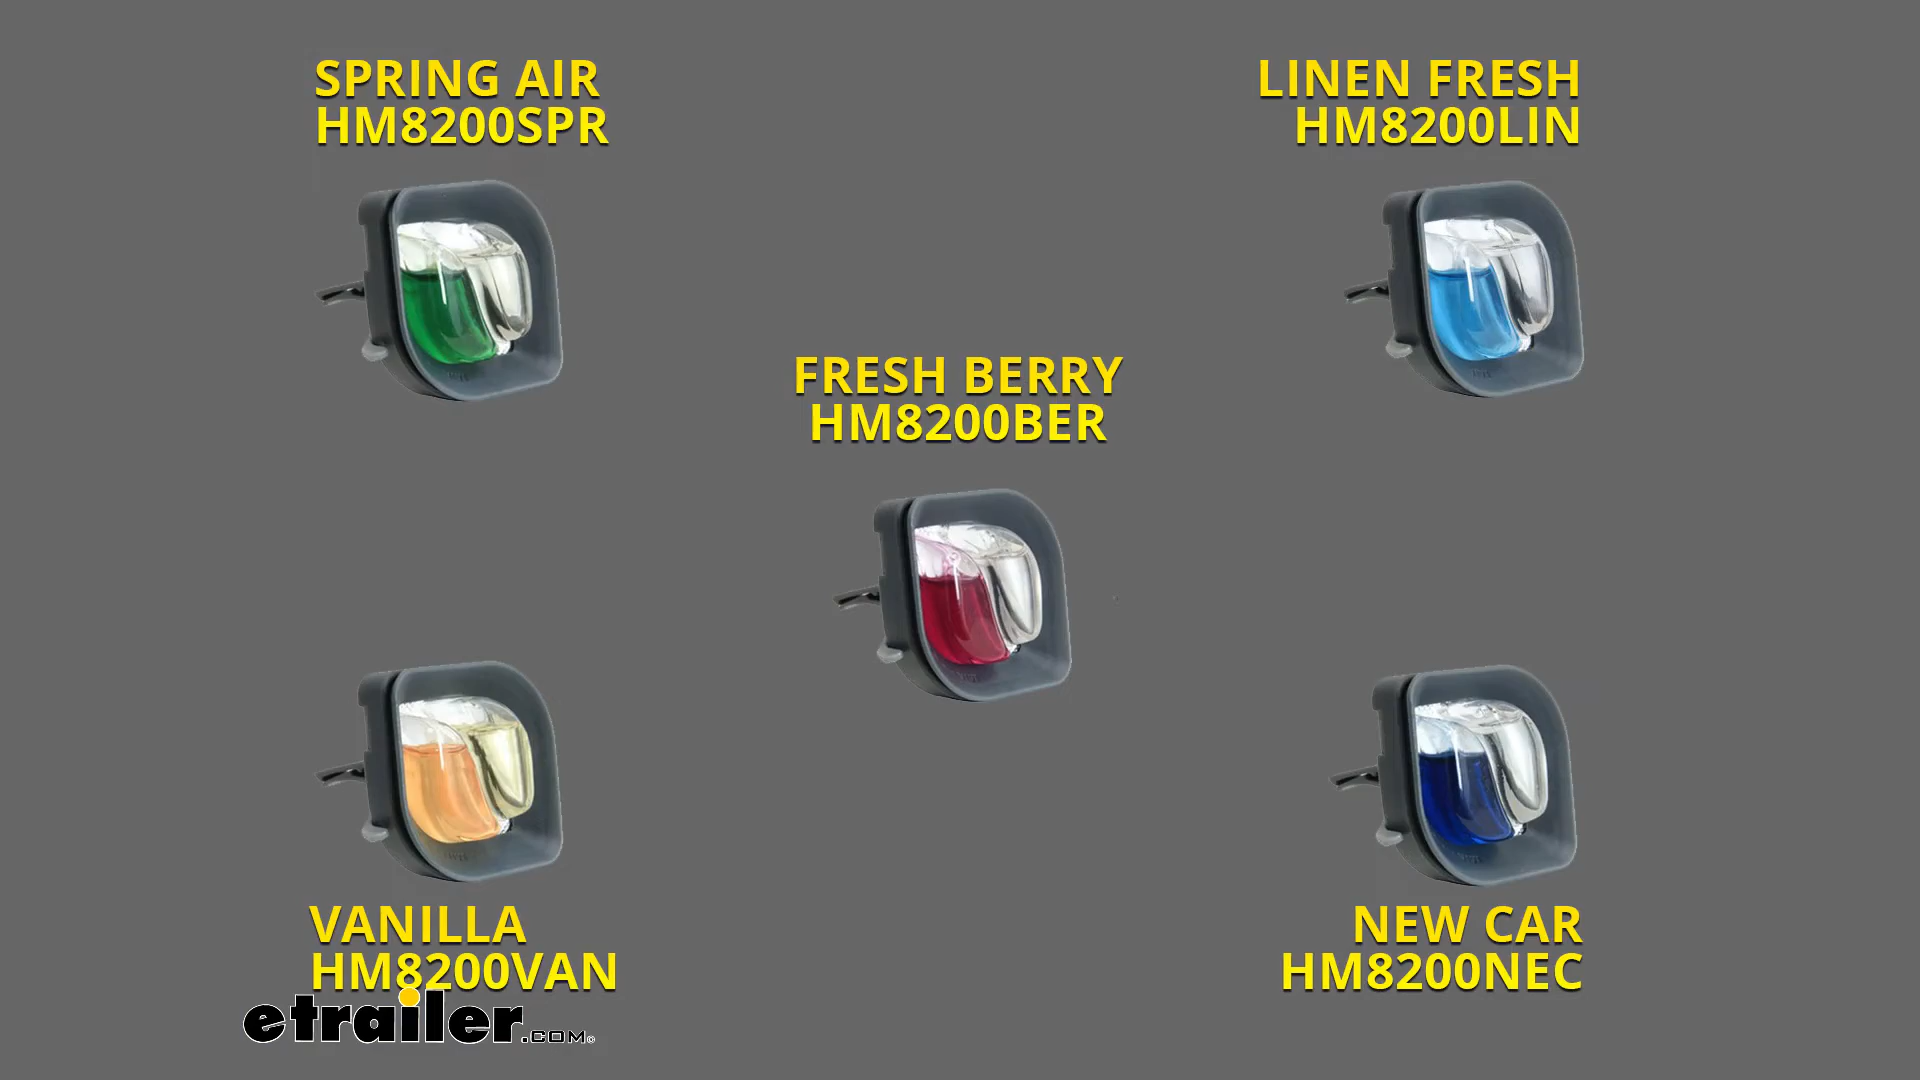 SPRING AIR
HM8200SPR
LINEN FRESH
HM8200LIN
FRESH BERRY
HM8200BER
VANILLA
HM8200VAN
NEW CAR
HM8200NEC
etrailer.COM©